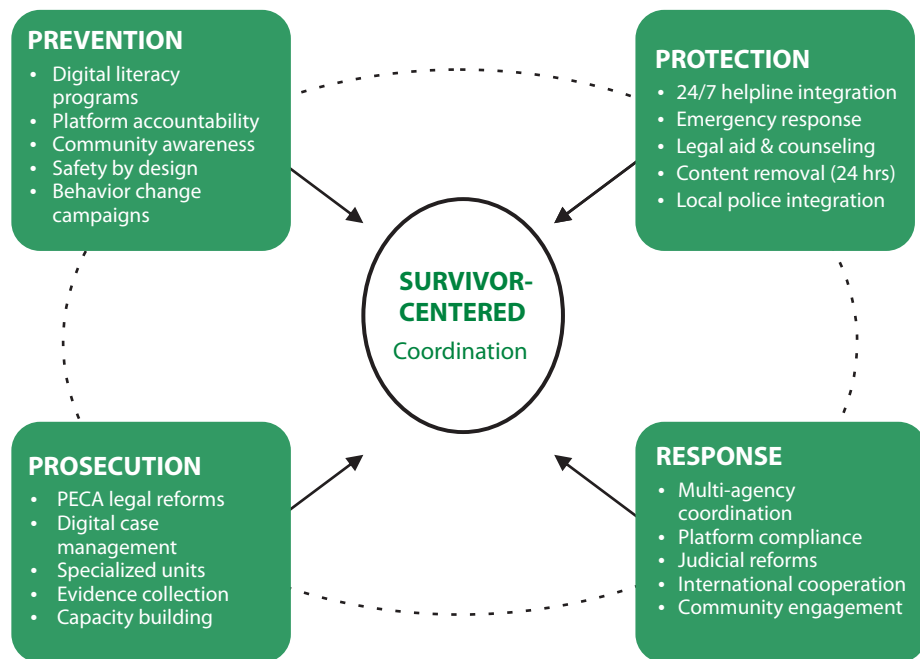 PREVENTION
• Digital literacy
programs
• Platform accountability
• Community awareness
• Safety by design
• Behavior change
campaigns
PROTECTION
• 24/7 helpline integration
• Emergency response
• Legal aid & counseling
• Content removal (24 hrs)
• Local police integration
SURVIVOR-
CENTERED
Coordination
PROSECUTION
• PECA legal reforms
• Digital case
management
• Specialized units
• Evidence collection
• Capacity building
RESPONSE
• Multi-agency
coordination
• Platform compliance
• Judicial reforms
• International cooperation
• Community engagement